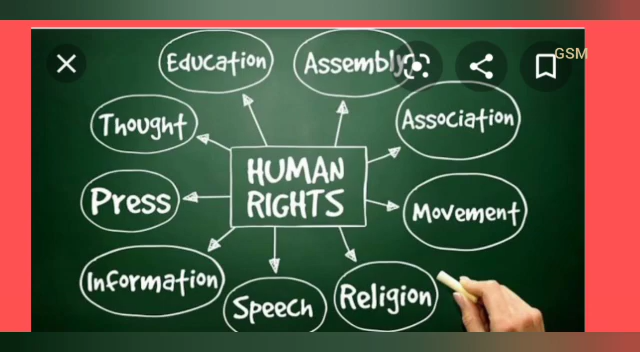 GSM
Education
Assembly
Thought
Association
HUMAN
RIGHTS
Press
Movement
Information
Speech
Religion